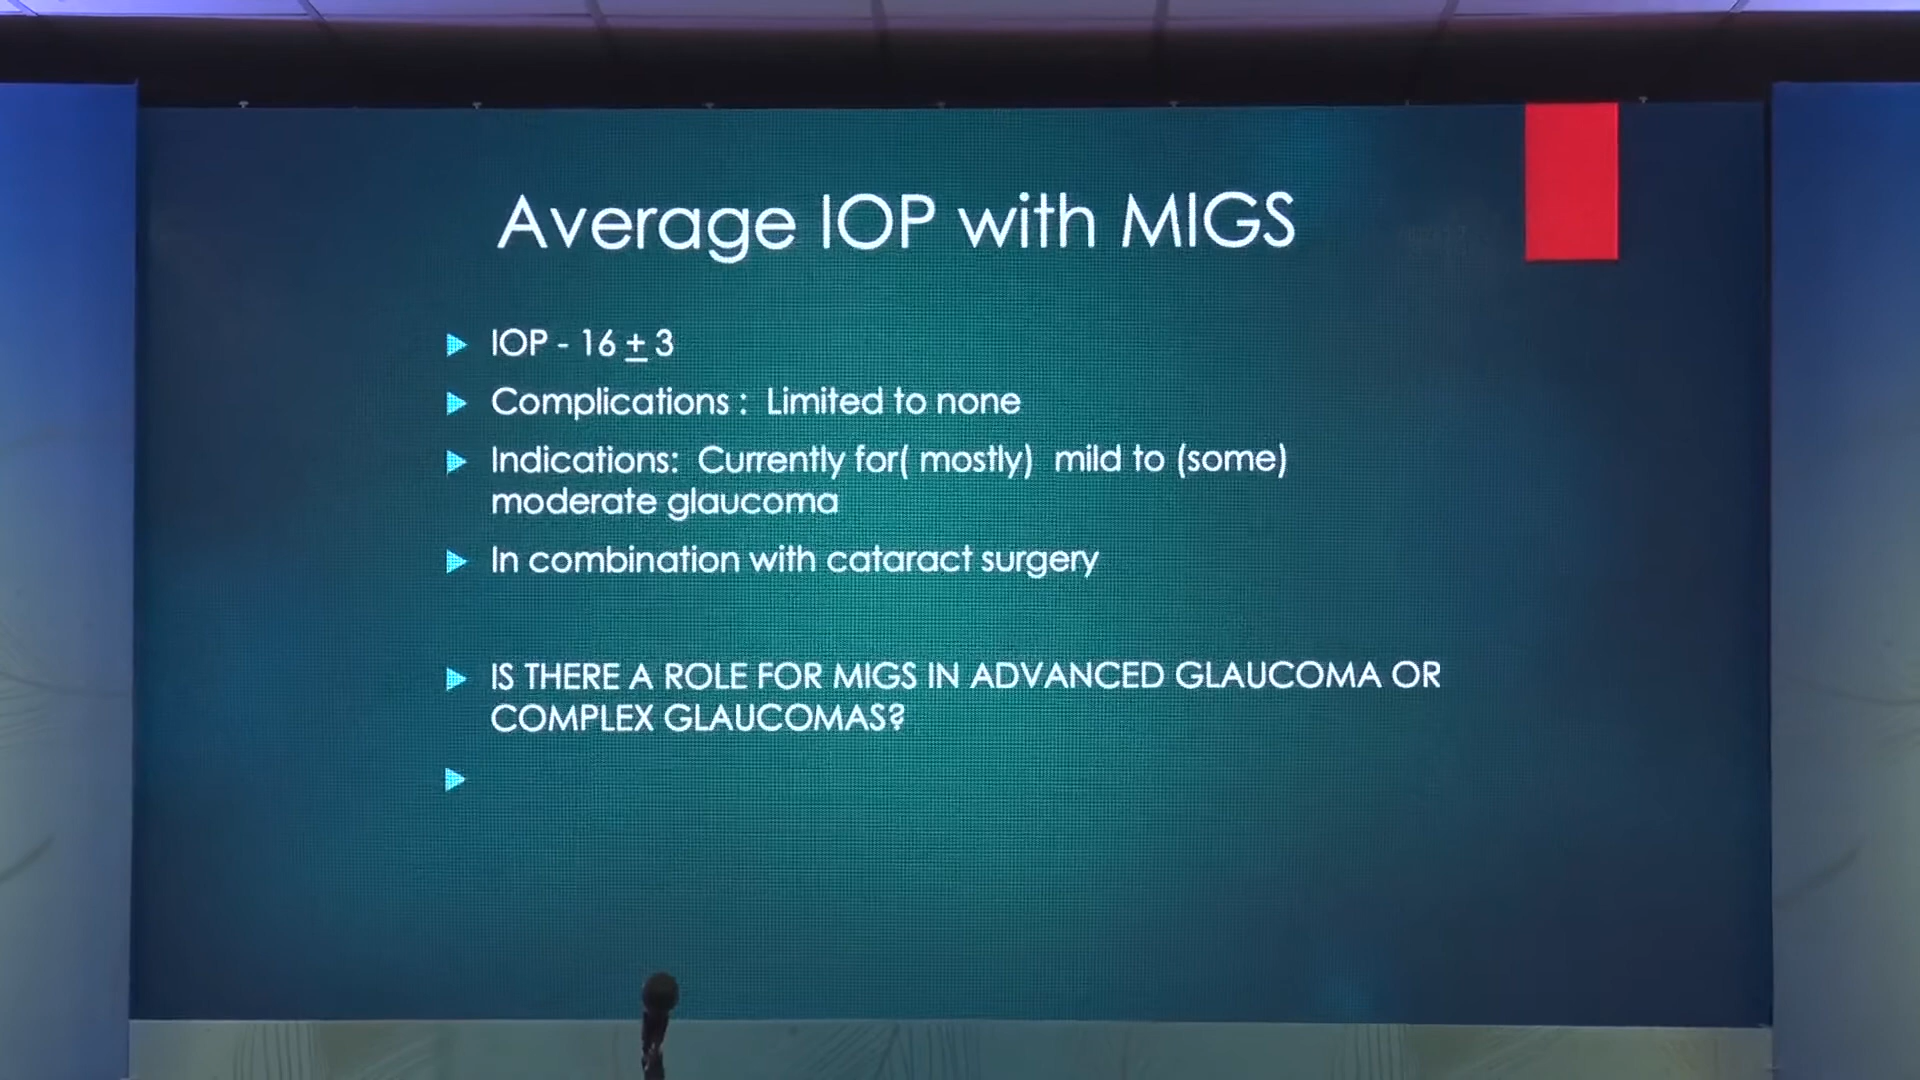 Average IOP with MIGS
IOP - 16 ± 3
Complications :  Limited to none
Indications:  Currently for( mostly)  mild to (some)
moderate glaucoma
In combination with cataract surgery
IS THERE A ROLE FOR MIGS IN ADVANCED GLAUCOMA OR
COMPLEX GLAUCOMAS?